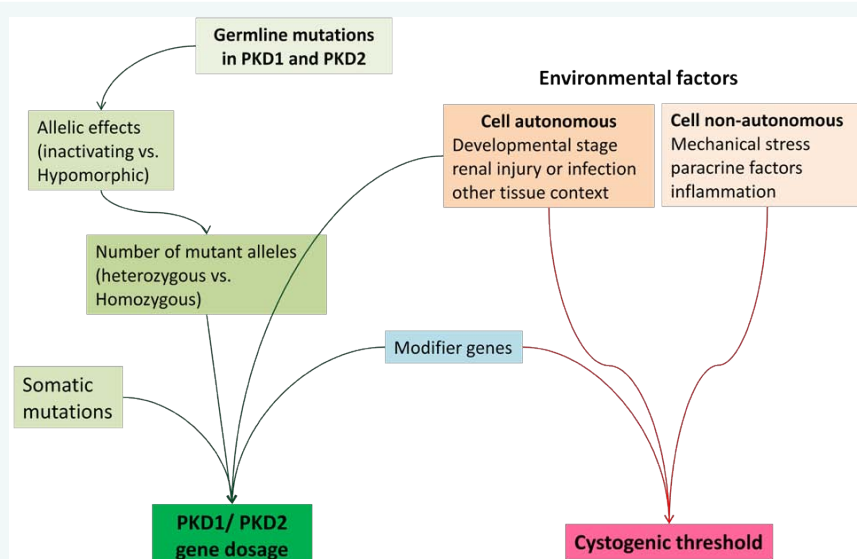 Germline mutations
in PKD1 and PKD2
Environmental factors
Allelic effects
(inactivating vs.
Hypomorphic)
Cell autonomous
Developmental stage
renal injury or infection
other tissue context
Cell non-autonomous
Mechanical stress
paracrine factors
inflammation
Number of mutant alleles
(heterozygous vs.
Homozygous)
Modifier genes
Somatic
mutations
PKD1/ PKD2
gene dosage
Cystogenic threshold